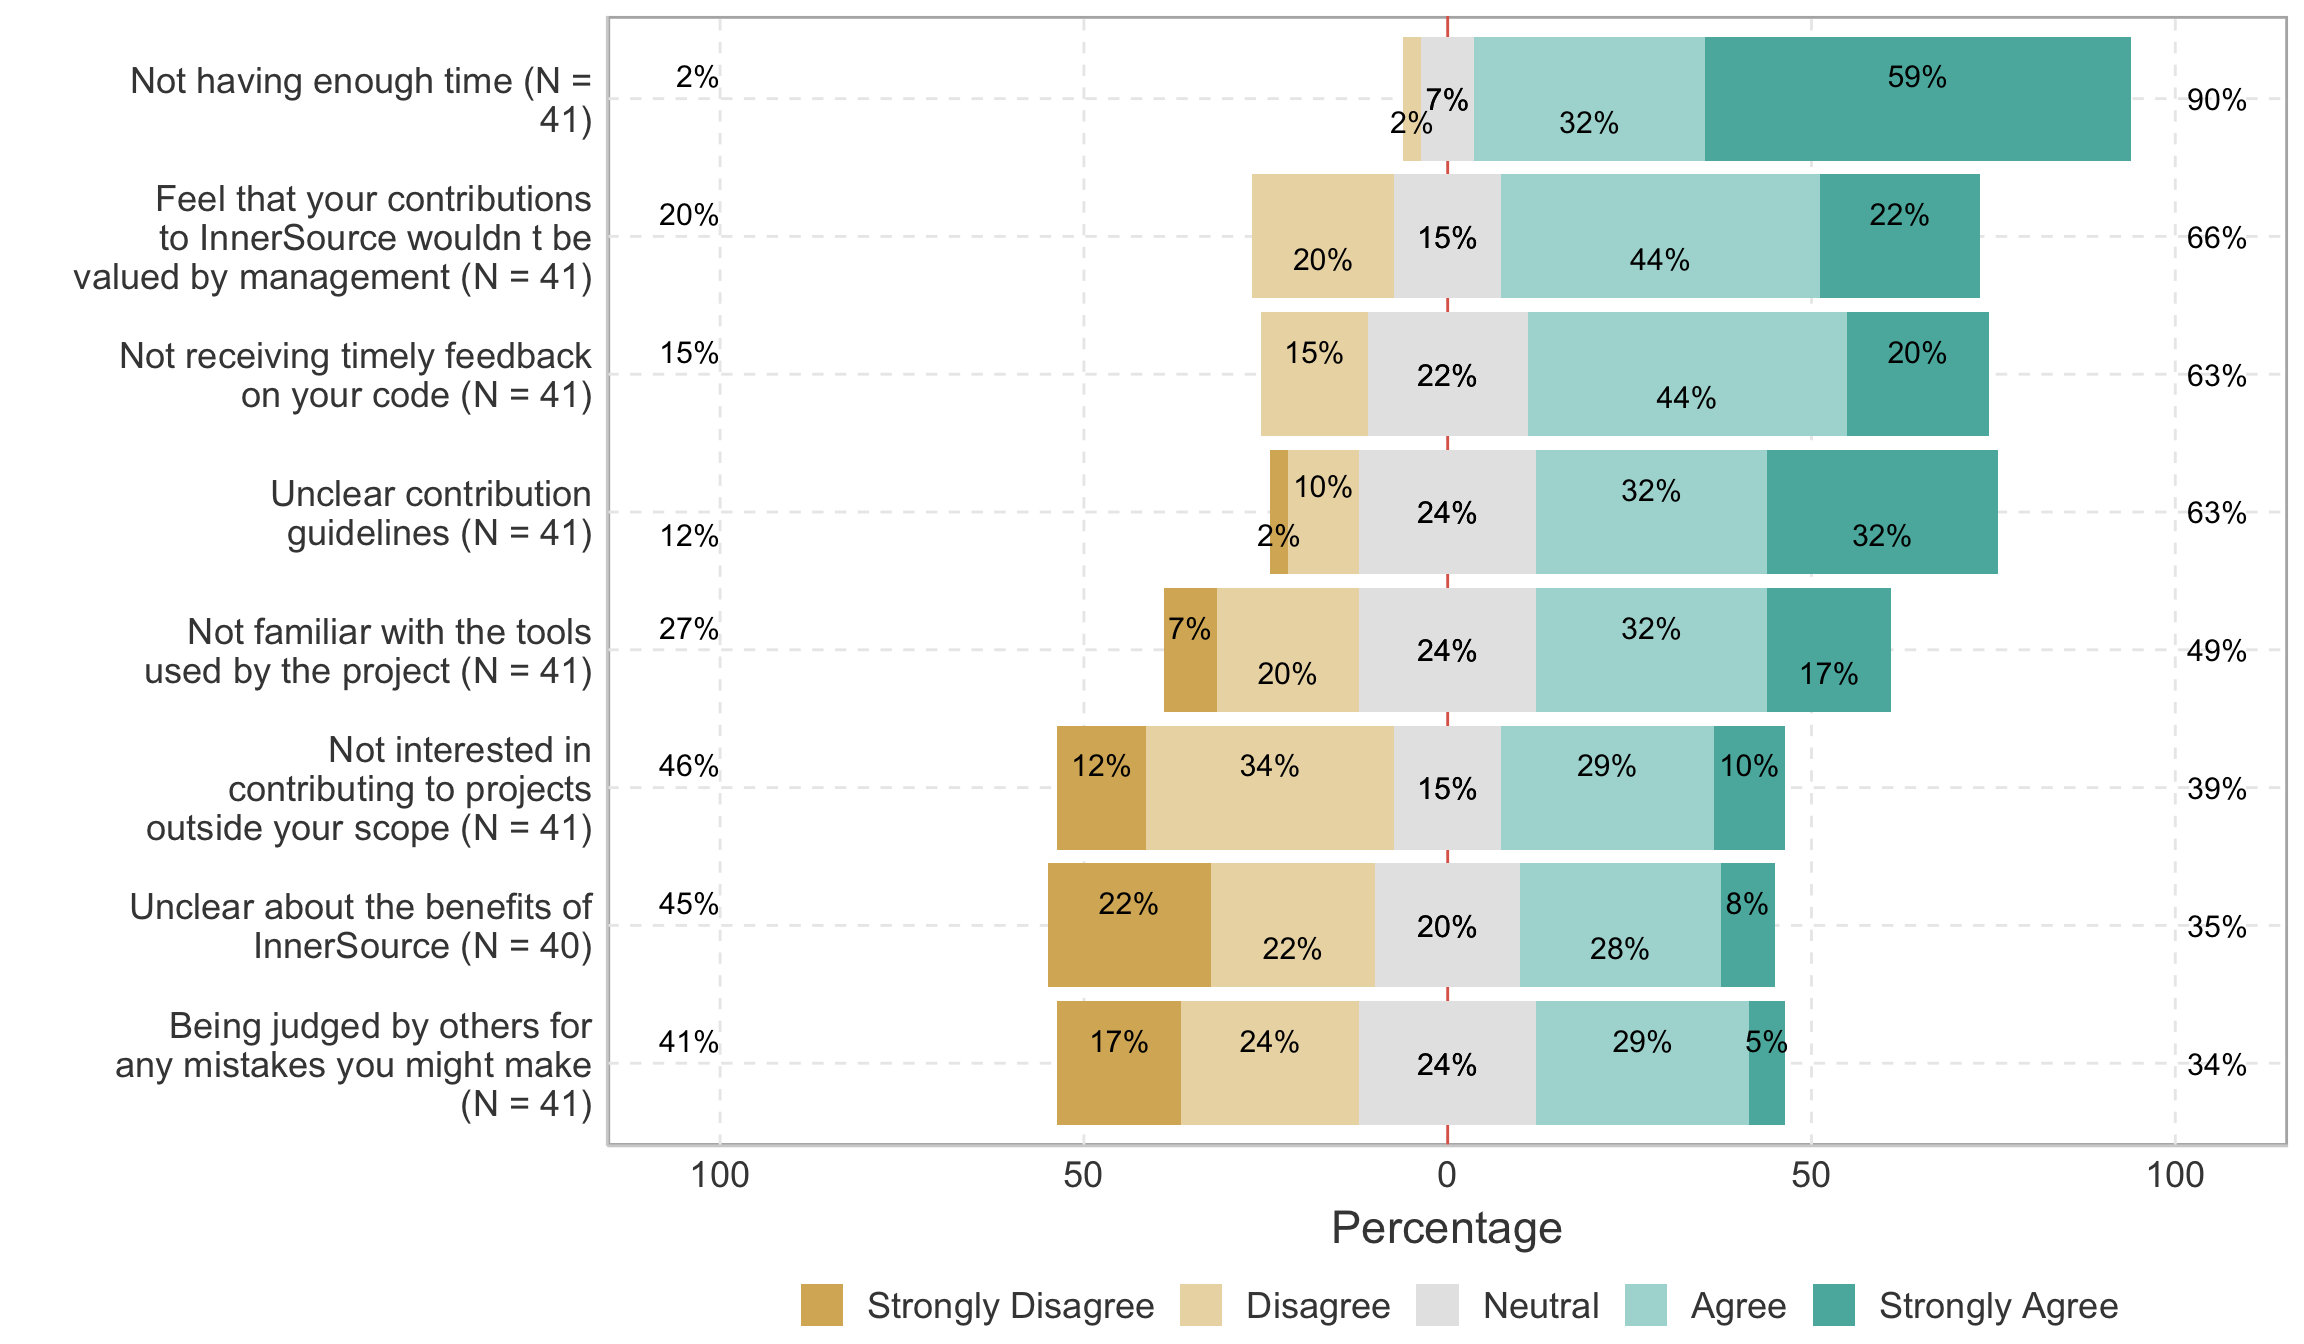 Not having enough time (N =
41)
2%
2%
7%
32%
59%
90%
Feel that your contributions
to InnerSource wouldn t be
valued by management (N = 41)
20%
20%
15%
44%
22%
66%
Not receiving timely feedback
on your code (N = 41)
15%
15%
22%
44%
20%
63%
Unclear contribution
guidelines (N = 41)
12%
2%
10%
24%
32%
32%
63%
Not familiar with the tools
used by the project (N = 41)
27%
7%
20%
24%
32%
17%
49%
Not interested in
contributing to projects
outside your scope (N = 41)
46%
12%
34%
15%
29%
10%
39%
Unclear about the benefits of
InnerSource (N = 40)
45%
22%
22%
20%
28%
8%
35%
Being judged by others for
any mistakes you might make
(N = 41)
41%
17%
24%
24%
29%
5%
34%
100 50 0 50 100
Percentage
Strongly Disagree Disagree Neutral Agree Strongly Agree